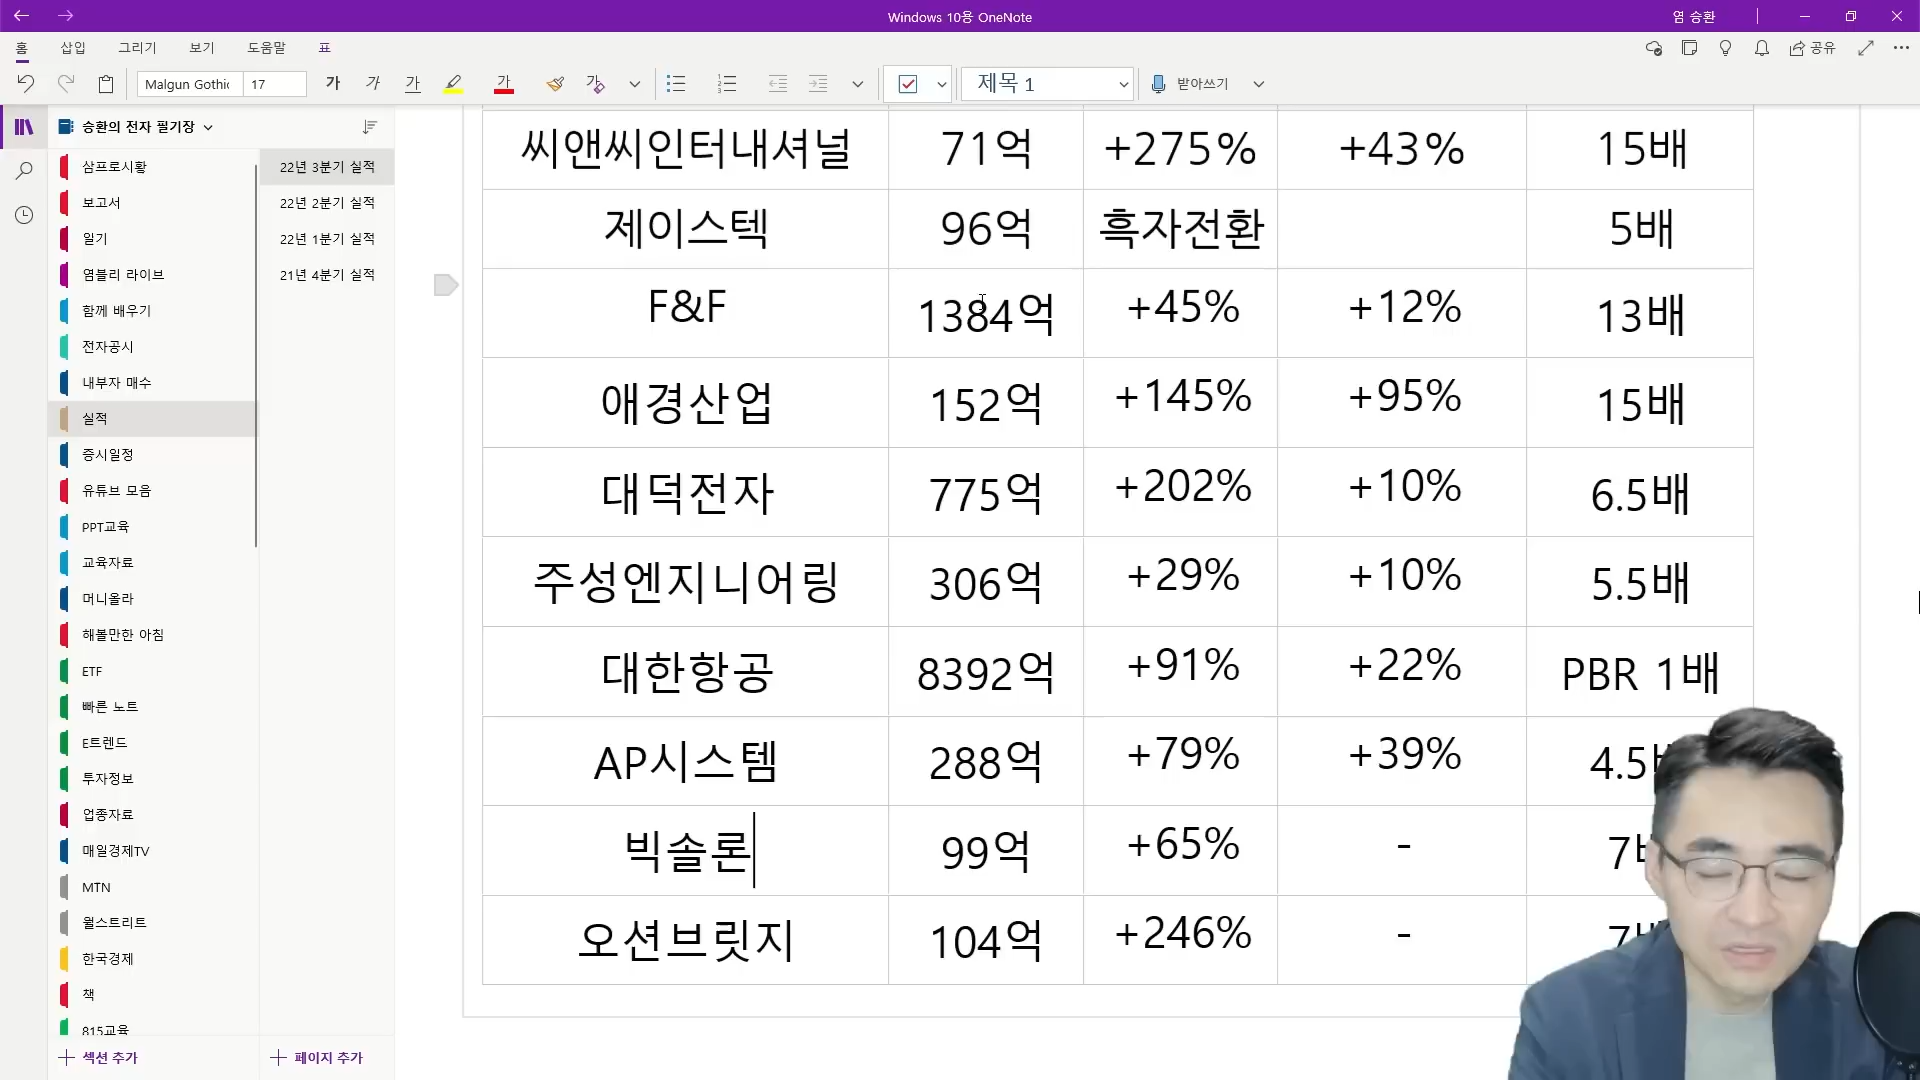 Windows 10용 OneNote
염 승환
홈 삽입 그리기 보기 도움말 표
공유
Malgun Gothic 17 가 가 가 가 제목 1 받아쓰기
승환의 전자 필기장
삼프로시황
보고서
일기
염블리 라이브
함께 배우기
전자공시
내부자 매수
실적
증시일정
유튜브 모음
PPT교육
교육자료
머니올라
해볼만한 아침
ETF
빠른 노트
E트렌드
투자정보
업종자료
매일경제TV
MTN
월스트리트
한국경제
책
815교육
섹션 추가
22년 3분기 실적
22년 2분기 실적
22년 1분기 실적
21년 4분기 실적
페이지 추가
씨앤씨인터내셔널 71억 +275% +43% 15배
제이스텍 96억 흑자전환 5배
F&F 1384억 +45% +12% 13배
애경산업 152억 +145% +95% 15배
대덕전자 775억 +202% +10% 6.5배
주성엔지니어링 306억 +29% +10% 5.5배
대한항공 8392억 +91% +22% PBR 1배
AP시스템 288억 +79% +39% 4.5
빅솔론 99억 +65% - 7
오션브릿지 104억 +246% - 7